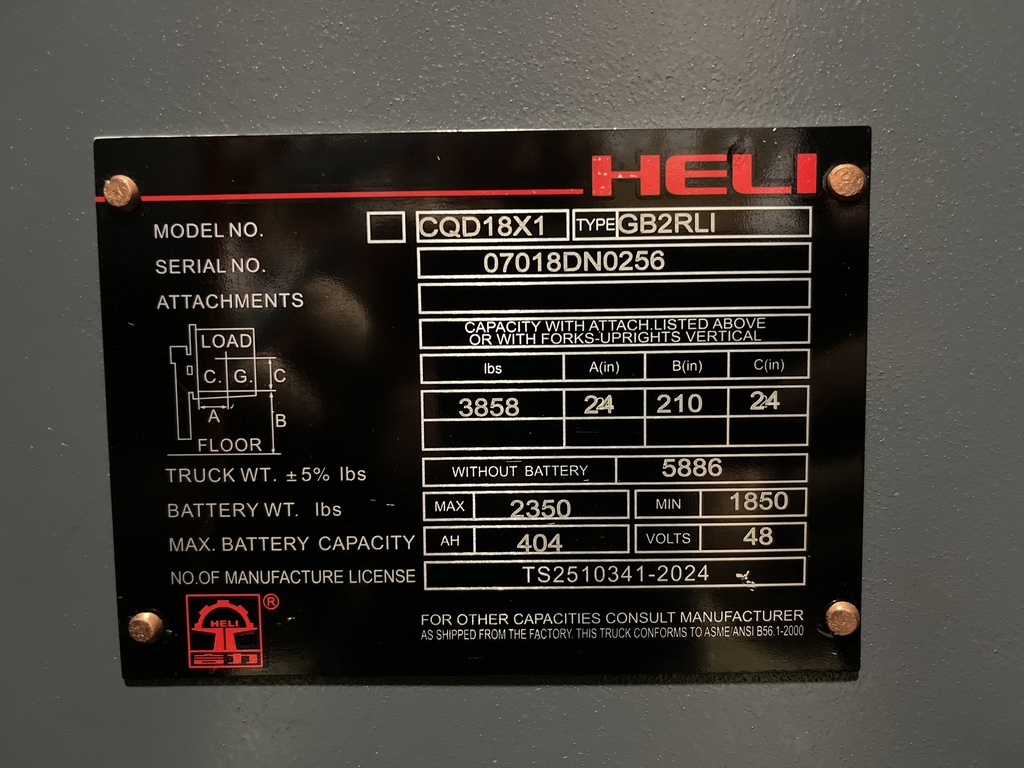 HELI
MODEL NO. CQD18X1 TYPE GB2RLI
SERIAL NO. 07018DN0256
ATTACHMENTS
CAPACITY WITH ATTACH.LISTED ABOVE
OR WITH FORKS-UPRIGHTS VERTICAL
lbs A(in) B(in) C(in)
3858 24 210 24
LOAD
C. G. C
A
B
FLOOR
TRUCK WT. ±5% lbs WITHOUT BATTERY 5886
BATTERY WT. lbs MAX 2350 MIN 1850
MAX. BATTERY CAPACITY AH 404 VOLTS 48
NO.OF MANUFACTURE LICENSE TS2510341-2024
HELI ®
合力
FOR OTHER CAPACITIES CONSULT MANUFACTURER
AS SHIPPED FROM THE FACTORY. THIS TRUCK CONFORMS TO ASME/ANSI B56.1-2000